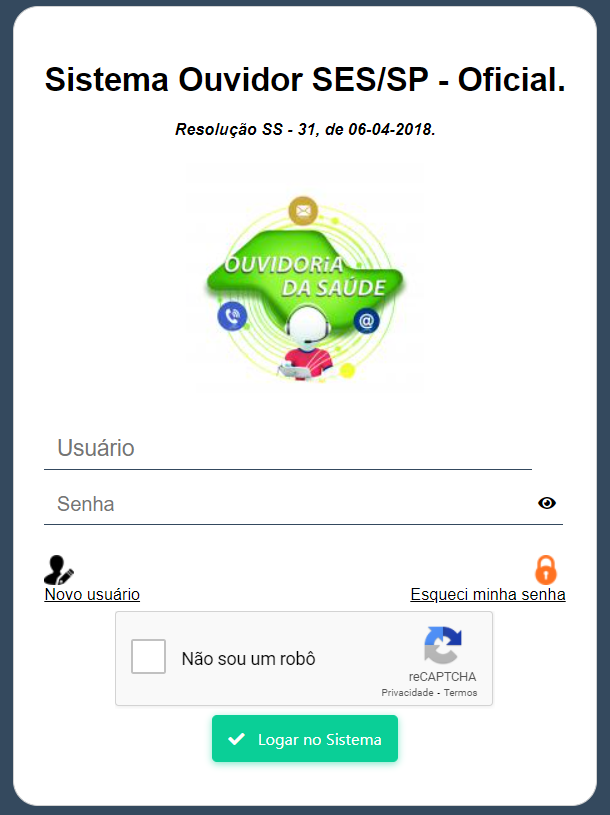 Sistema Ouvidor SES/SP - Oficial.
Resolução SS - 31, de 06-04-2018.
OUVIDORiA
DA SAÚDE
@
Usuário
Senha
Novo usuário
Esqueci minha senha
Não sou um robô
reCAPTCHA
Privacidade - Termos
Logar no Sistema